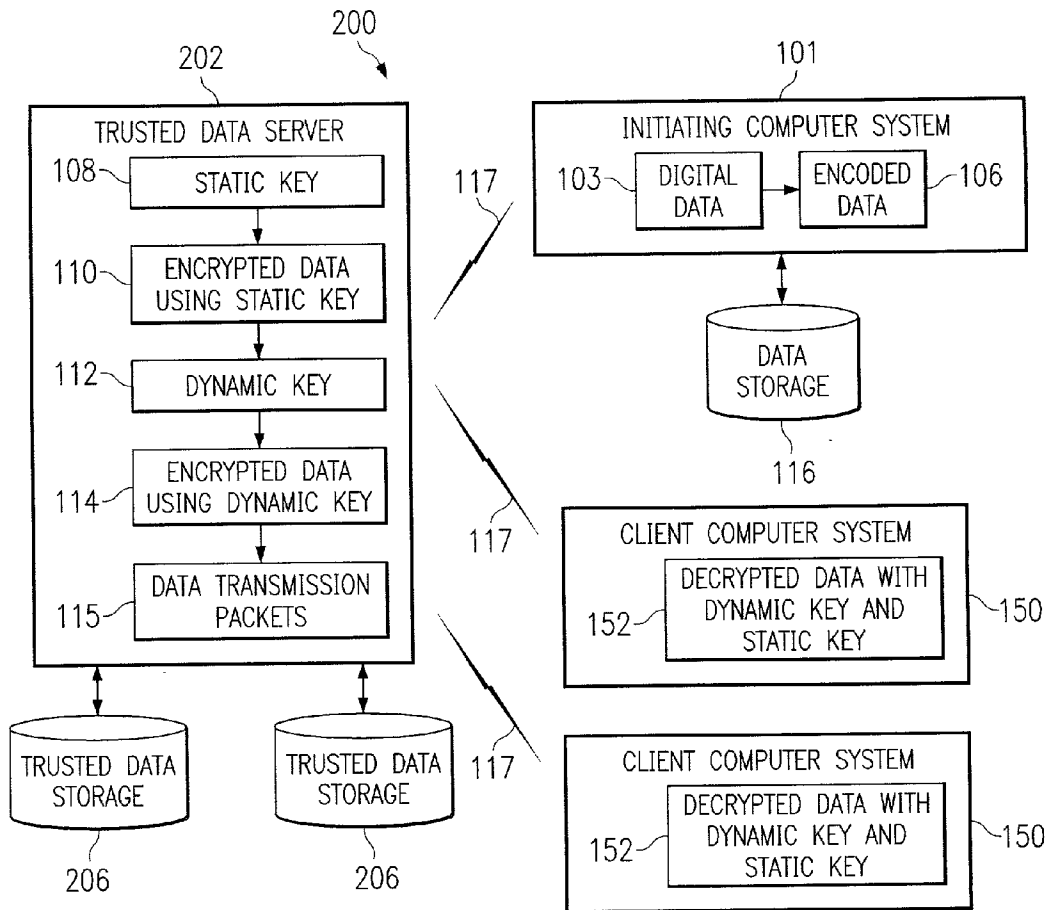 200
202
TRUSTED DATA SERVER
108
STATIC KEY
110
ENCRYPTED DATA
USING STATIC KEY
112
DYNAMIC KEY
114
ENCRYPTED DATA
USING DYNAMIC KEY
115
DATA TRANSMISSION
PACKETS
TRUSTED DATA
STORAGE
206
TRUSTED DATA
STORAGE
206
117
117
117
101
INITIATING COMPUTER SYSTEM
103
DIGITAL
DATA
ENCODED
DATA
106
DATA
STORAGE
116
CLIENT COMPUTER SYSTEM
152
DECRYPTED DATA WITH
DYNAMIC KEY AND
STATIC KEY
150
CLIENT COMPUTER SYSTEM
152
DECRYPTED DATA WITH
DYNAMIC KEY AND
STATIC KEY
150